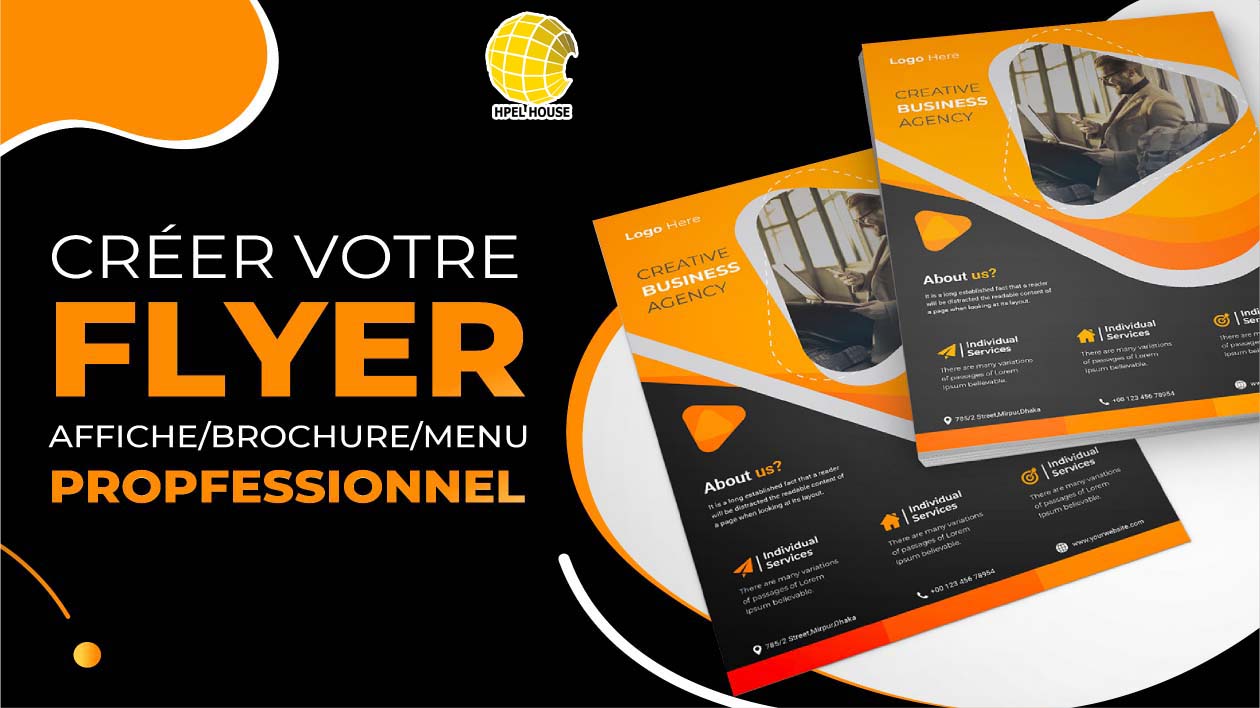 HPEL HOUSE
CRÉER VOTRE
FLYER
AFFICHE/BROCHURE/MENU
PROPFESSIONNEL
Logo Here
CREATIVE
BUSINESS
AGENCY
About us?
It is a long established fact that a reader
will be distracted the readable content of
a page when looking at its layout.
Individual
Services
There are many variations
of passages of Lorem
Ipsum believable.
Individual
Services
There are many variations
of passages of Lorem
Ipsum believable.
Individual
Services
There are many variations
of passages of Lorem
Ipsum believable.
785/2 Street,Mirpur,Dhaka
+00 123 456 78954
www.yourwebsite.com
Logo Here
CREATIVE
BUSINESS
AGENCY
About us?
It is a long established fact that a reader
will be distracted the readable content of
a page when looking at its layout.
Individual
Services
There are many variations
of passages of Lorem
Ipsum believable.
Individual
Services
There are many variations
of passages of Lorem
Ipsum believable.
785/2 Street,Mirpur,Dhaka
+00 123 456 78954